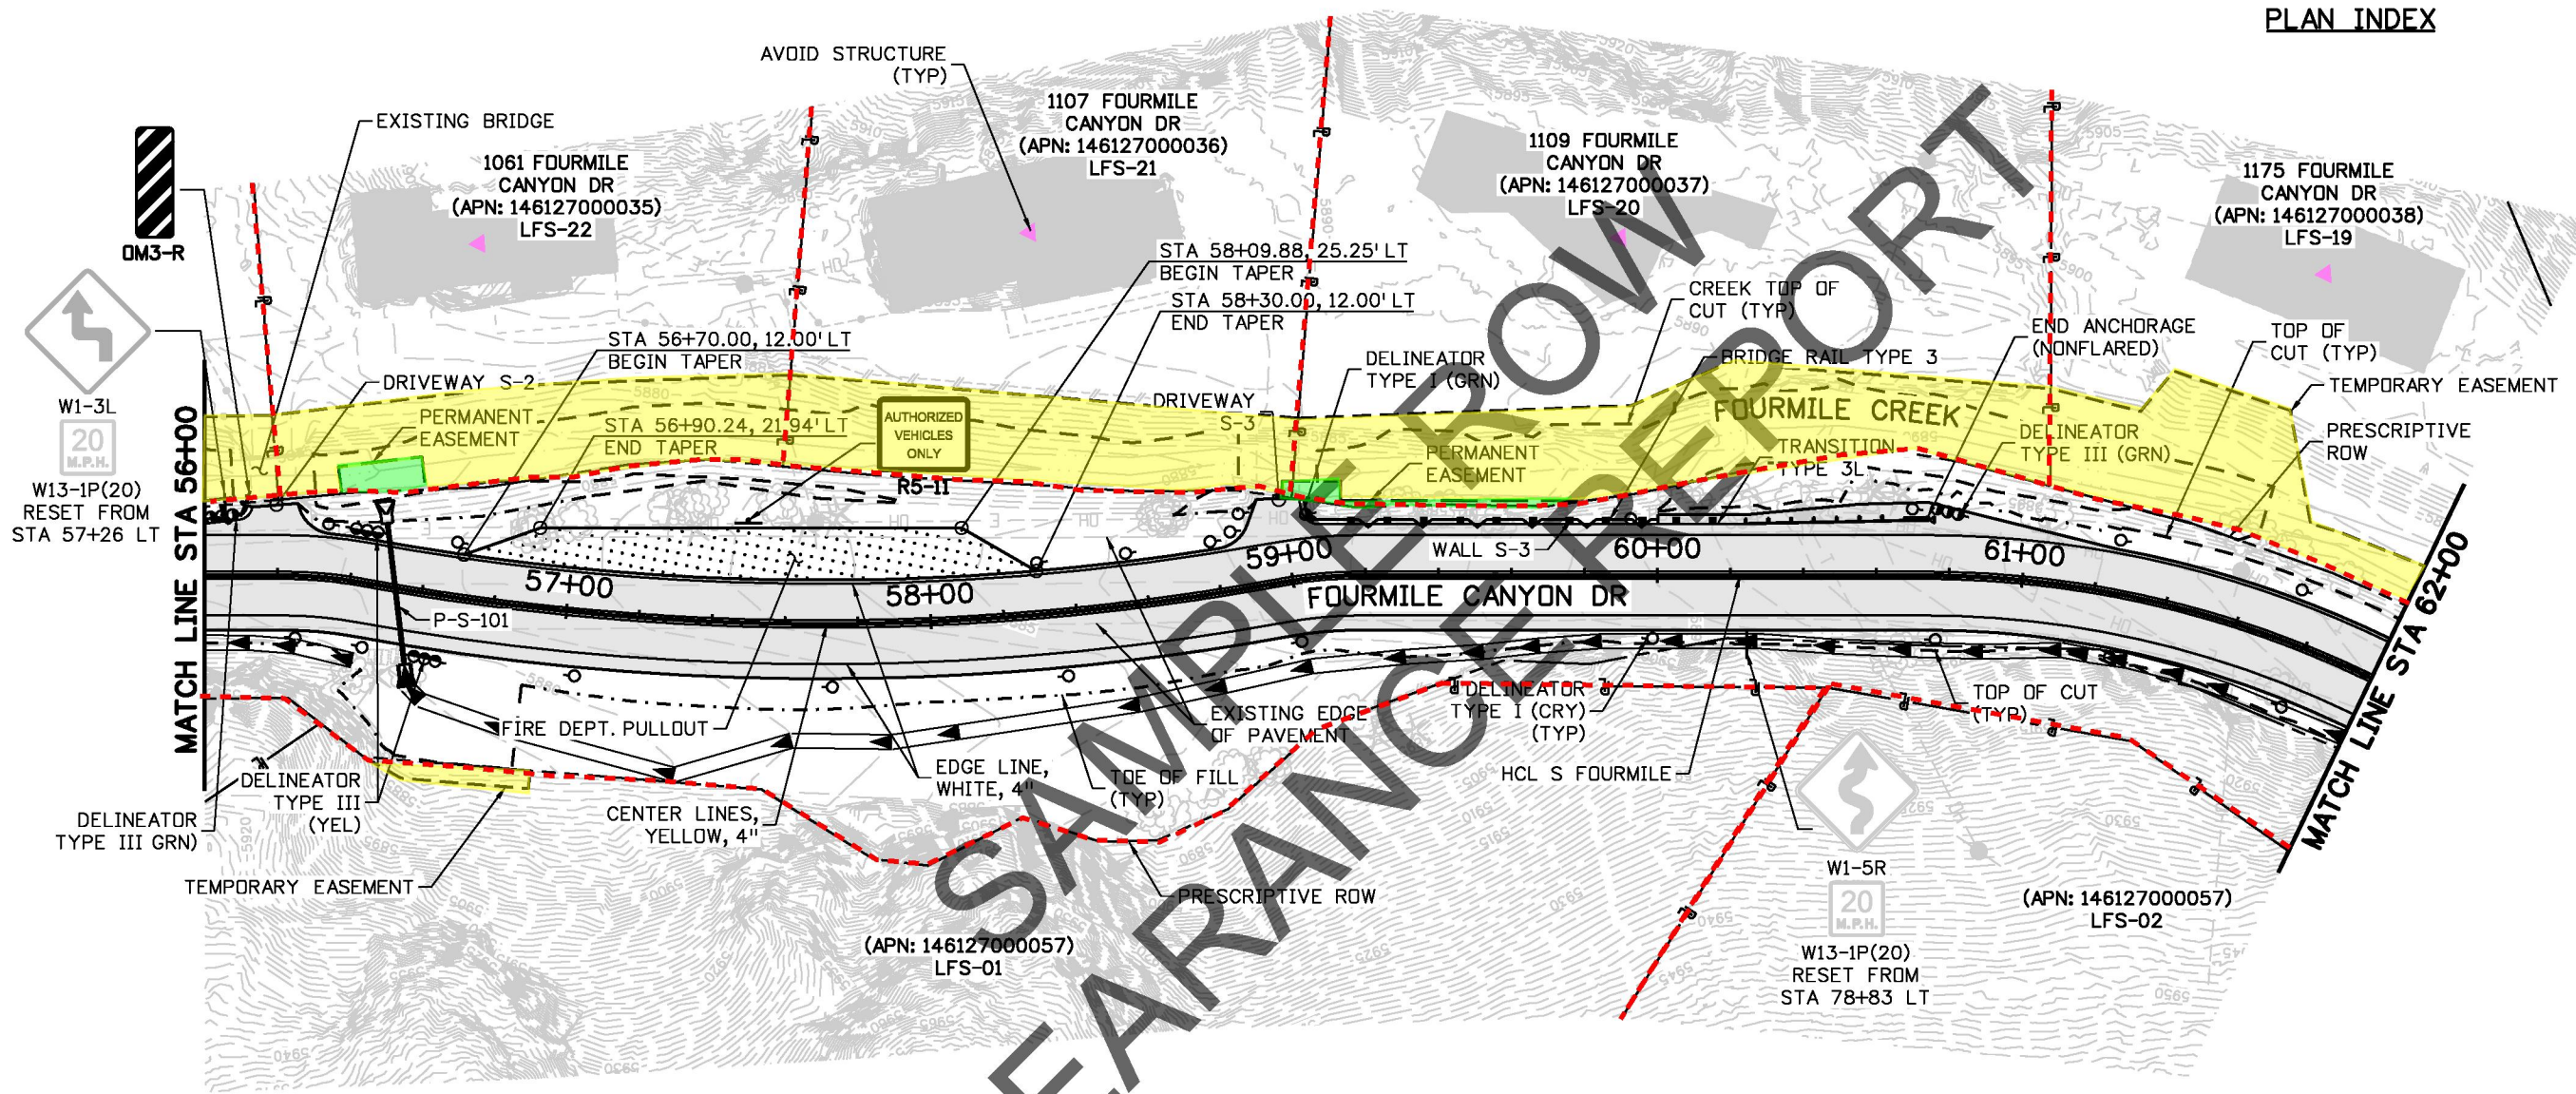 PLAN INDEX
AVOID STRUCTURE
(TYP)
EXISTING BRIDGE
1061 FOURMILE
CANYON DR
(APN: 146127000035)
LFS-22
1107 FOURMILE
CANYON DR
(APN: 146127000036)
LFS-21
1109 FOURMILE
CANYON DR
(APN: 146127000037)
LFS-20
1175 FOURMILE
CANYON DR
(APN: 146127000038)
LFS-19
OM3-R
W1-3L
20
M.P.H.
W13-1P(20)
RESET FROM
STA 57+26 LT
MATCH LINE STA 56+00
STA 58+09.88, 25.25' LT
BEGIN TAPER
STA 58+30.00, 12.00' LT
END TAPER
STA 56+70.00, 12.00' LT
BEGIN TAPER
STA 56+90.24, 21.94' LT
END TAPER
DRIVEWAY S-2
PERMANENT
EASEMENT
AUTHORIZED
VEHICLES
ONLY
R5-11
DELINEATOR
TYPE I (GRN)
DRIVEWAY
S-3
CREEK TOP OF
CUT (TYP)
BRIDGE RAIL TYPE 3
END ANCHORAGE
(NONFLARED)
TOP OF
CUT (TYP)
TEMPORARY EASEMENT
FOURMILE CREEK
PERMANENT
EASEMENT
TRANSITION
TYPE 3L
DELINEATOR
TYPE III (GRN)
PRESCRIPTIVE
ROW
WALL S-3
57+00
58+00
59+00
60+00
61+00
FOURMILE CANYON DR
MATCH LINE STA 62+00
P-S-101
FIRE DEPT. PULLOUT
EXISTING EDGE
OF PAVEMENT
DELINEATOR
TYPE I (CRY)
(TYP)
TOP OF CUT
(TYP)
HCL S FOURMILE
EDGE LINE,
WHITE, 4"
TOE OF FILL
(TYP)
CENTER LINES,
YELLOW, 4"
DELINEATOR
TYPE III
(YEL)
DELINEATOR
TYPE III GRN)
TEMPORARY EASEMENT
PRESCRIPTIVE ROW
(APN: 146127000057)
LFS-01
W1-5R
20
M.P.H.
W13-1P(20)
RESET FROM
STA 78+83 LT
(APN: 146127000057)
LFS-02
SAMPLE ROW
EARANCE REPORT